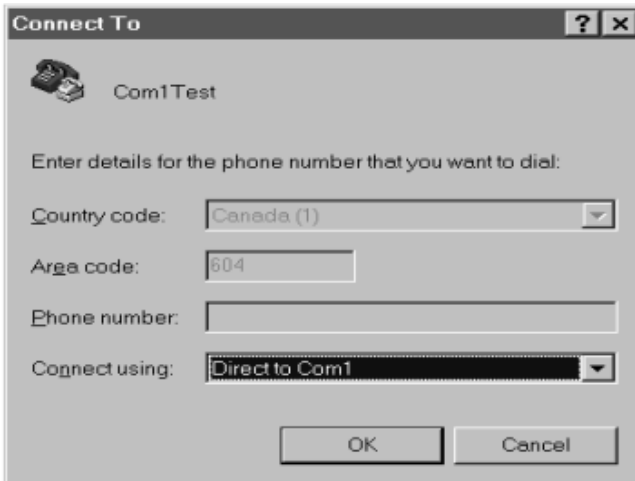 Connect To
Com1Test
Enter details for the phone number that you want to dial:
Country code: Canada (1)
Area code: 604
Phone number:
Connect using: Direct to Com1
OK Cancel